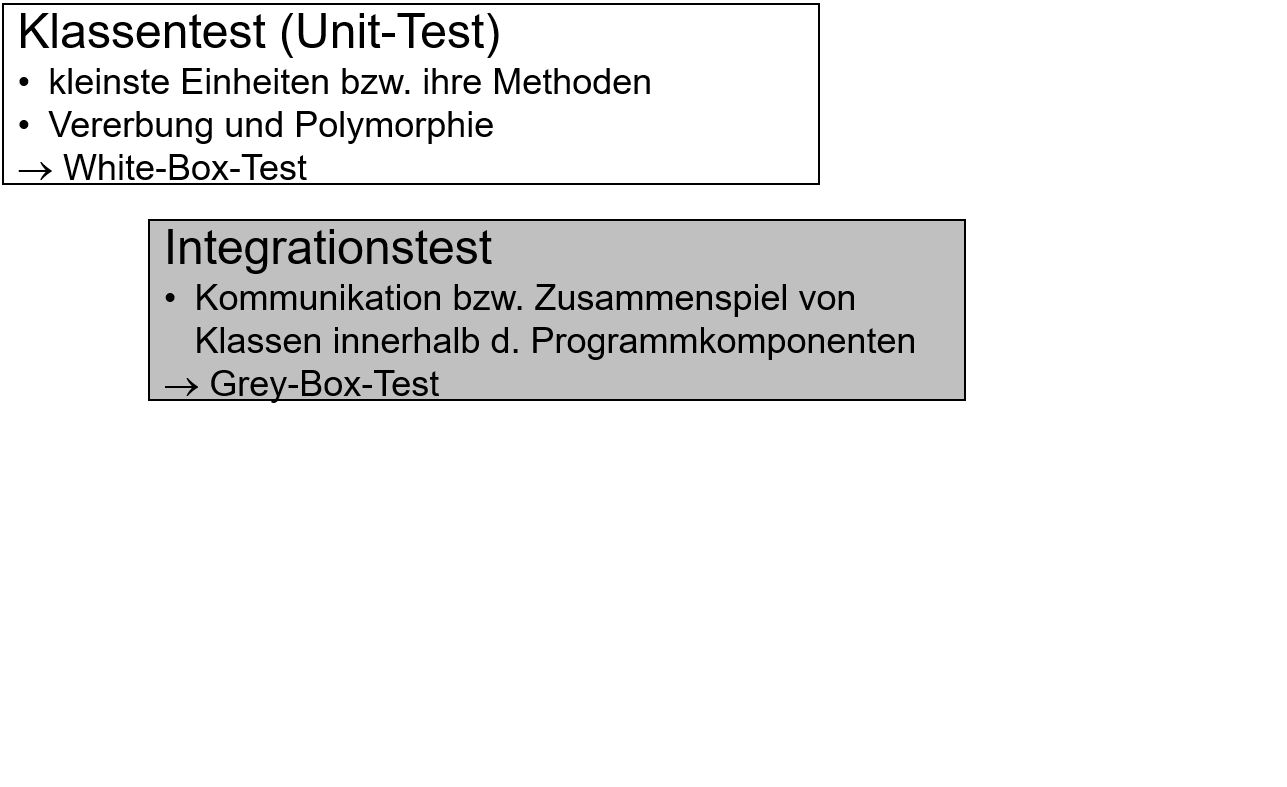 Klassentest (Unit-Test)
• kleinste Einheiten bzw. ihre Methoden
• Vererbung und Polymorphie
→ White-Box-Test
Integrationstest
• Kommunikation bzw. Zusammenspiel von
Klassen innerhalb d. Programmkomponenten
→ Grey-Box-Test